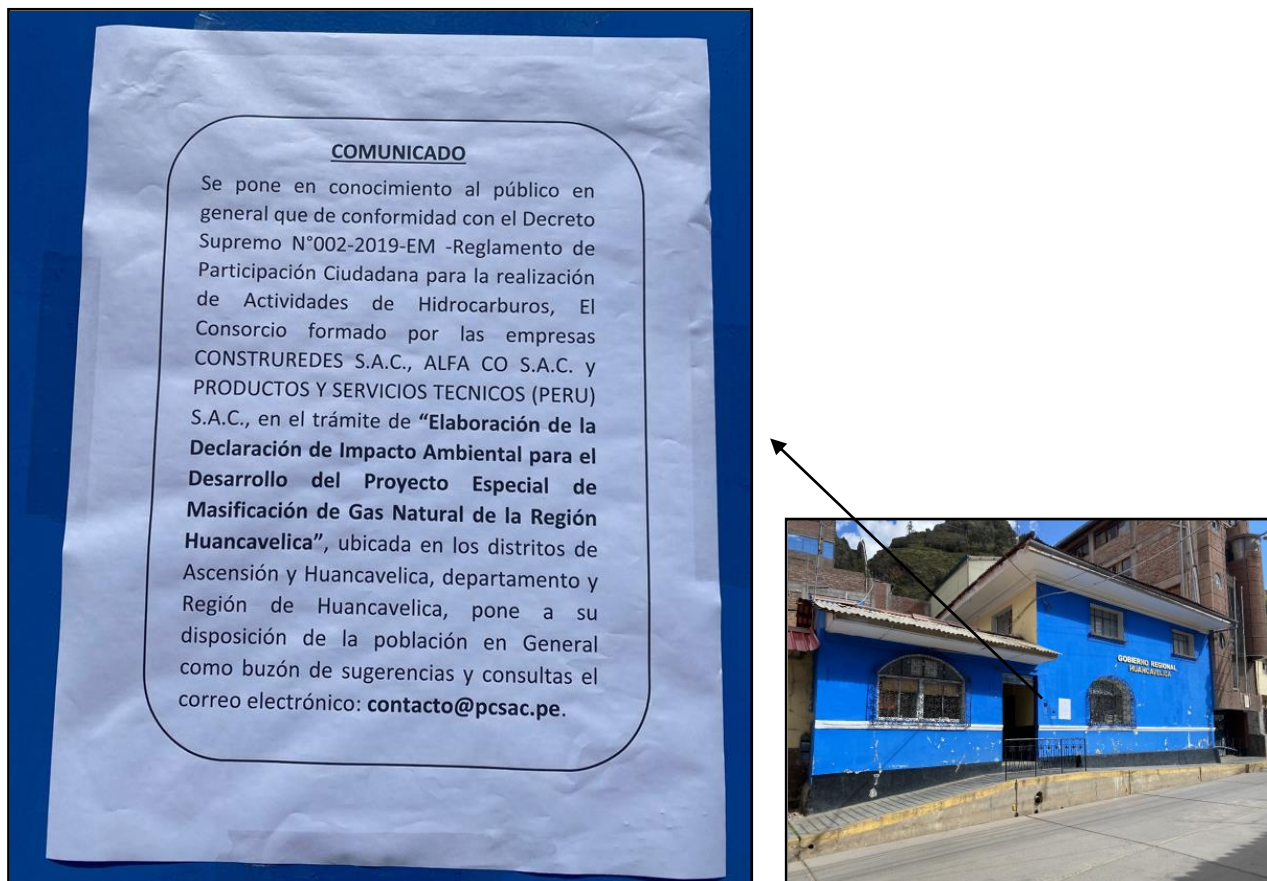 COMUNICADO
Se pone en conocimiento al público en
general que de conformidad con el Decreto
Supremo N°002-2019-EM -Reglamento de
Participación Ciudadana para la realización
de Actividades de Hidrocarburos, El
Consorcio formado por las empresas
CONSTRUREDES S.A.C., ALFA CO S.A.C. y
PRODUCTOS Y SERVICIOS TECNICOS (PERU)
S.A.C., en el trámite de “Elaboración de la
Declaración de Impacto Ambiental para el
Desarrollo del Proyecto Especial de
Masificación de Gas Natural de la Región
Huancavelica”, ubicada en los distritos de
Ascensión y Huancavelica, departamento y
Región de Huancavelica, pone a su
disposición de la población en General
como buzón de sugerencias y consultas el
correo electrónico: contacto@pcsac.pe.
GOBIERNO REGIONAL
HUANCAVELICA